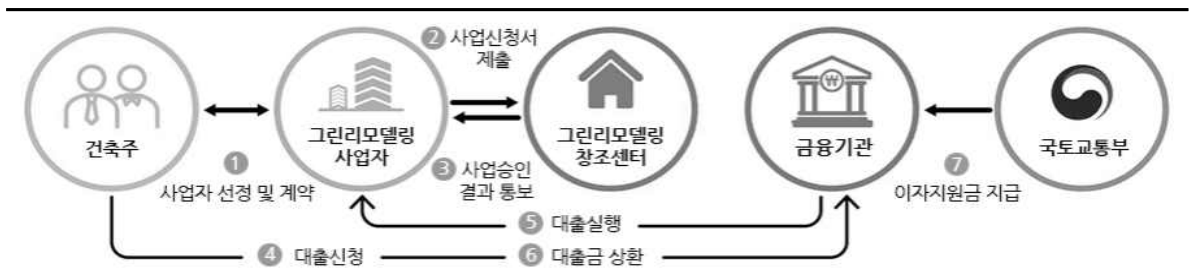 건축주
그린리모델링
사업자
그린리모델링
창조센터
금융기관
₩
국토교통부
1
사업자 선정 및 계약
2 사업신청서
제출
3 사업승인
결과 통보
4 대출신청
5 대출실행
6 대출금 상환
7
이자지원금 지급